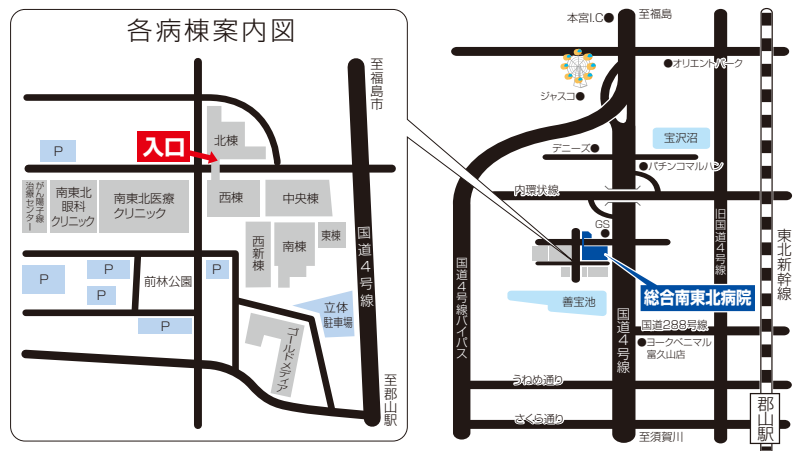 各病棟案内図
至福島市
北棟
P
入口
がん陽子線
治療センター
南東北
眼科
クリニック
南東北医療
クリニック
西棟
中央棟
西新棟
南棟
東棟
国道4号線
P
P
P
前林公園
P
P
立体
駐車場
ゴールドメディア
至郡山駅
本宮I.C
至福島
オリエントパーク
ジャスコ
宝沢沼
デニーズ
パチンコマルハン
内環状線
GS
旧国道4号線
東北新幹線
国道4号線バイパス
総合南東北病院
善宝池
国道4号線
国道288号線
ヨークベニマル
富久山店
うねめ通り
さくら通り
郡山駅
至須賀川